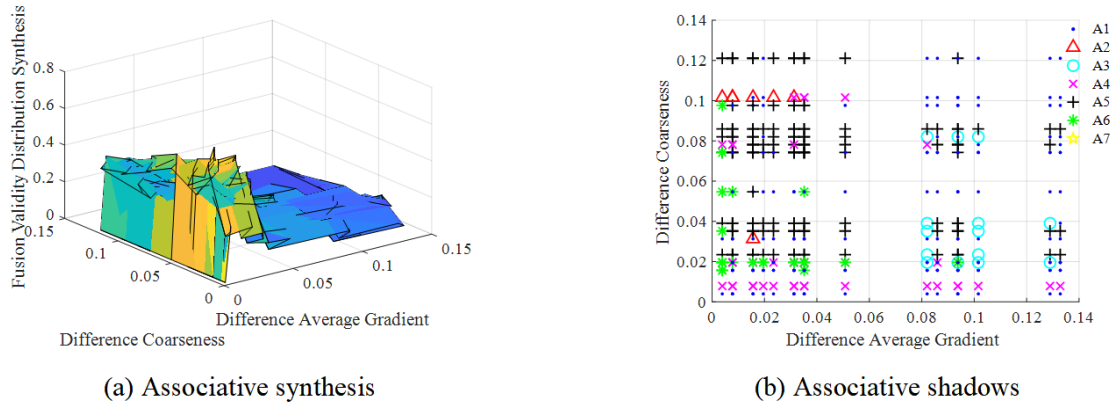 Fusion Validity Distribution Synthesis
0.8
0.6
0.4
0.2
0
0.15
0.1
0.05
0
0
0.05
0.1
0.15
Difference Average Gradient
Difference Coarseness
(a) Associative synthesis
Difference Coarseness
0.14
0.12
0.1
0.08
0.06
0.04
0.02
0
0 0.02 0.04 0.06 0.08 0.1 0.12 0.14
Difference Average Gradient
A1
A2
A3
A4
A5
A6
A7
(b) Associative shadows